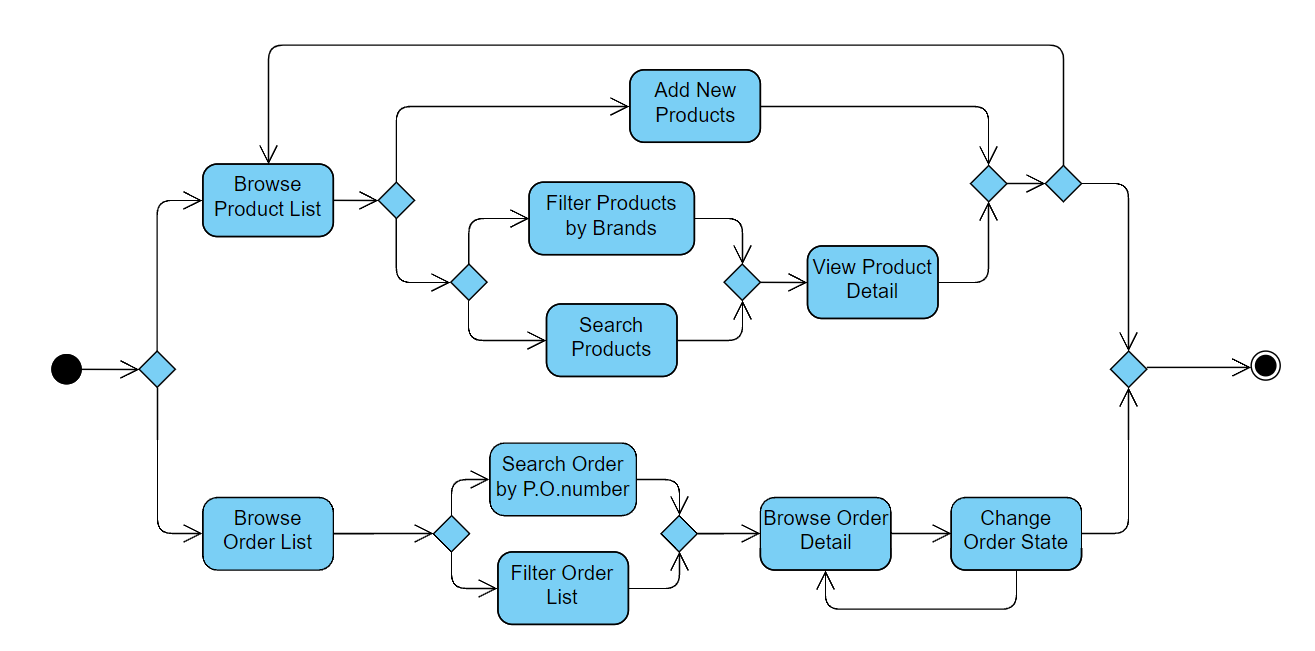 Add New
Products
Browse
Product List
Filter Products
by Brands
View Product
Detail
Search
Products
Search Order
by P.O.number
Browse
Order List
Browse Order
Detail
Change
Order State
Filter Order
List